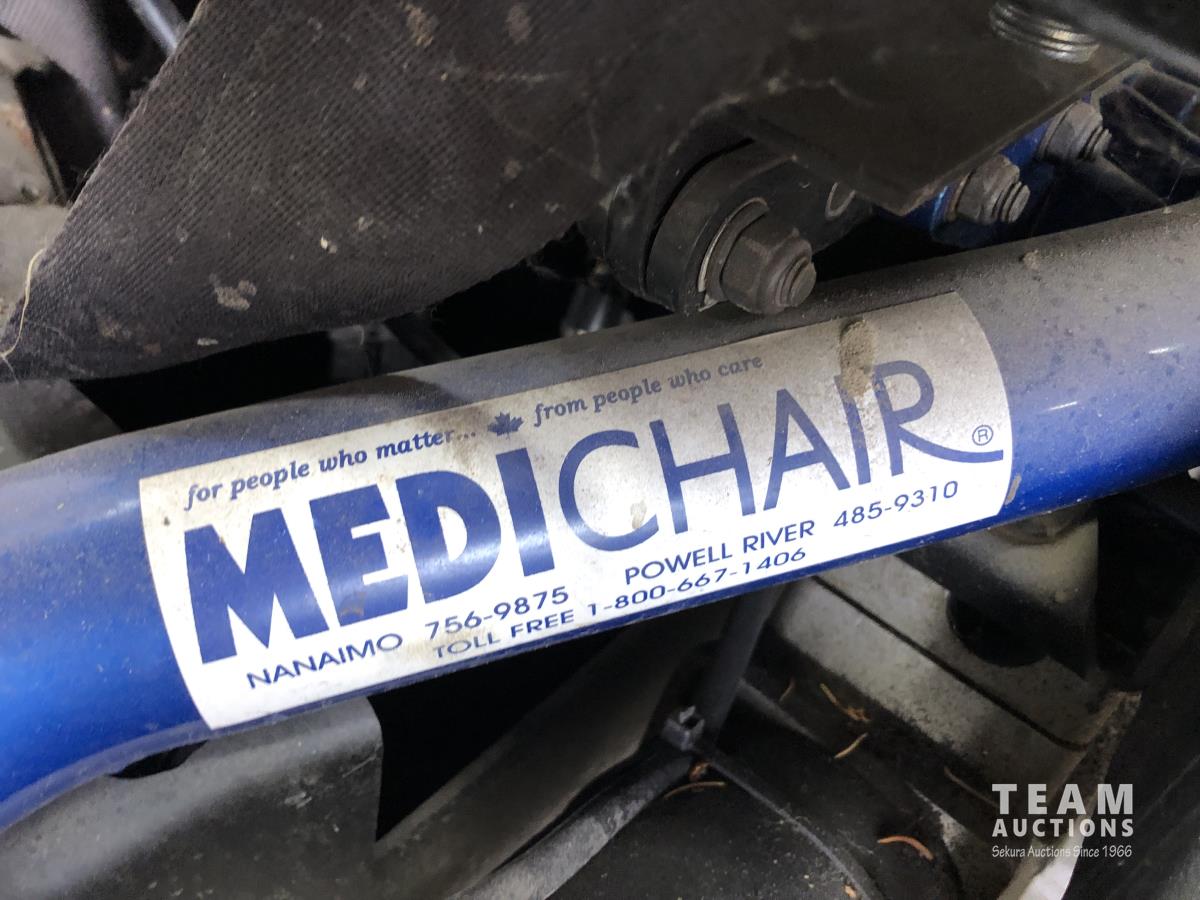 for people who matter... from people who care
MEDICHAIR®
NANAIMO 756-9875 POWELL RIVER 485-9310
TOLL FREE 1-800-667-1406
TEAM
AUCTIONS
Sekura Auctions Since 1966